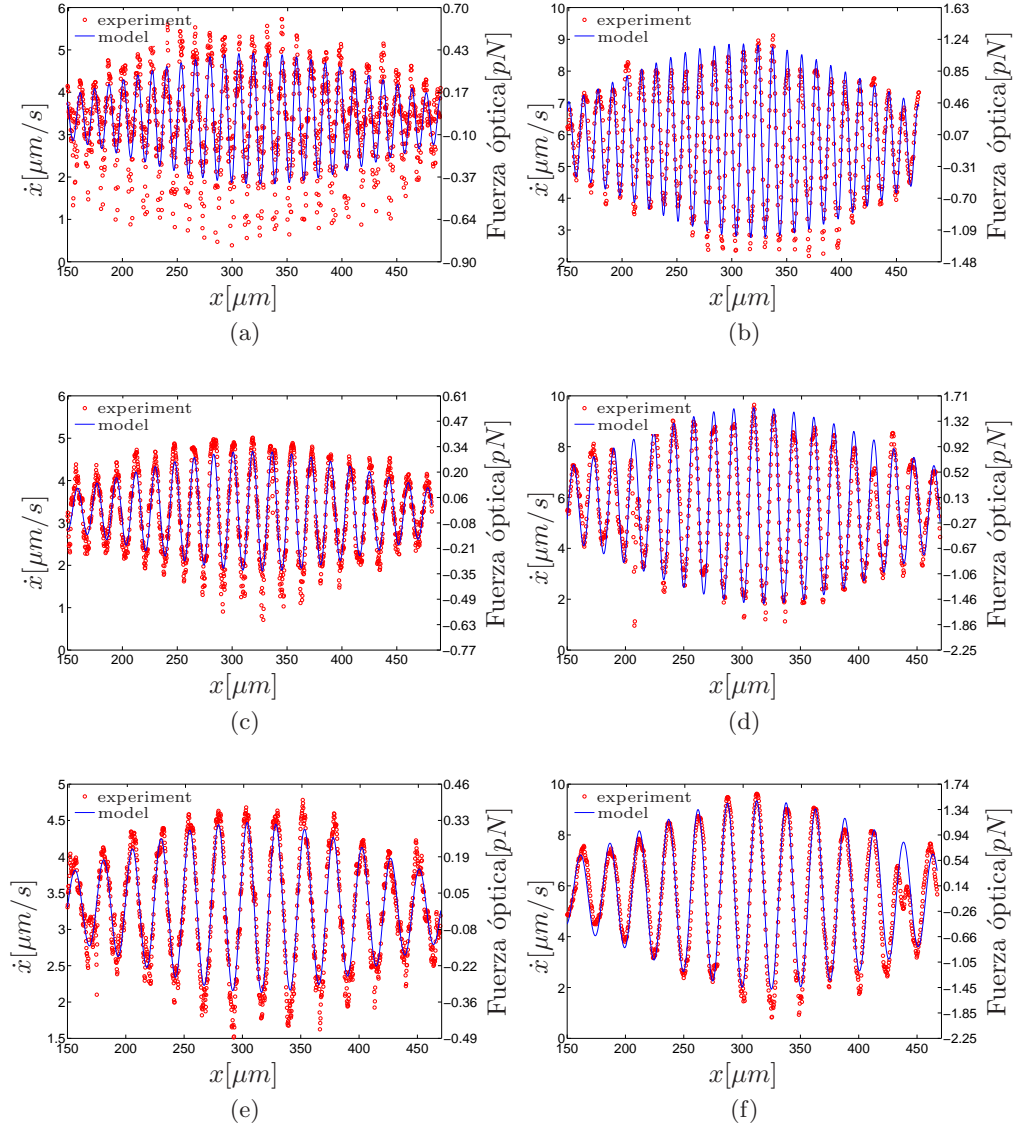 6
5
4
3
2
1
0
ẋ[μm/s]
experiment
model
0.70
0.43
0.17
−0.10
−0.37
−0.64
−0.90
Fuerza óptica[pN]
150 200 250 300 350 400 450
x[μm]
(a)
10
9
8
7
6
5
4
3
2
ẋ[μm/s]
experiment
model
1.63
1.24
0.85
0.46
0.07
−0.31
−0.70
−1.09
−1.48
Fuerza óptica[pN]
150 200 250 300 350 400 450
x[μm]
(b)
6
5
4
3
2
1
0
ẋ[μm/s]
experiment
model
0.61
0.47
0.34
0.20
0.06
−0.08
−0.21
−0.35
−0.49
−0.63
−0.77
Fuerza óptica[pN]
150 200 250 300 350 400 450
x[μm]
(c)
10
8
6
4
2
0
ẋ[μm/s]
experiment
model
1.71
1.32
0.92
0.52
0.13
−0.27
−0.67
−1.06
−1.46
−1.86
−2.25
Fuerza óptica[pN]
150 200 250 300 350 400 450
x[μm]
(d)
5
4.5
4
3.5
3
2.5
2
1.5
ẋ[μm/s]
experiment
model
0.46
0.33
0.19
0.05
−0.08
−0.22
−0.36
−0.49
Fuerza óptica[pN]
150 200 250 300 350 400 450
x[μm]
(e)
10
8
6
4
2
0
ẋ[μm/s]
experiment
model
1.74
1.34
0.94
0.54
0.14
−0.26
−0.66
−1.05
−1.45
−1.85
−2.25
Fuerza óptica[pN]
150 200 250 300 350 400 450
x[μm]
(f)